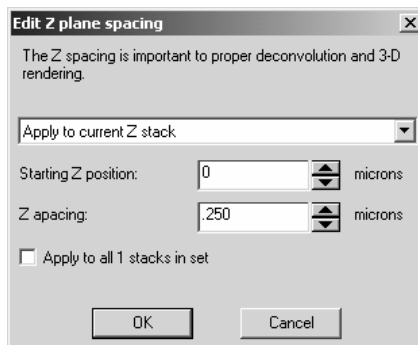 Edit Z plane spacing
The Z spacing is important to proper deconvolution and 3-D
rendering.
Apply to current Z stack
Starting Z position: 0 microns
Z apacing: .250 microns
Apply to all 1 stacks in set
OK Cancel